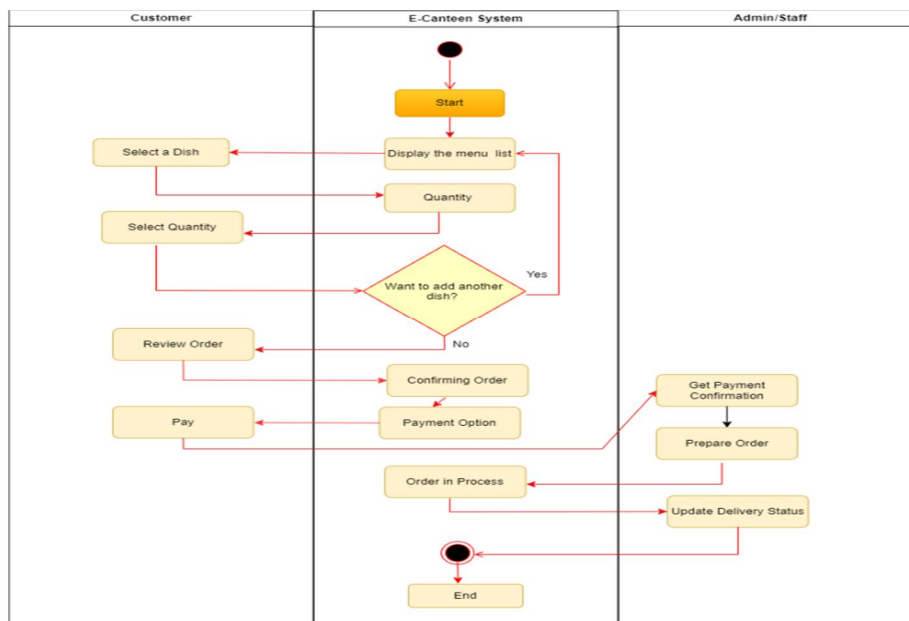 Customer
E-Canteen System
Admin/Staff
Start
Display the menu list
Select a Dish
Quantity
Select Quantity
Want to add another
dish?
Yes
No
Review Order
Confirming Order
Payment Option
Pay
Get Payment
Confirmation
Prepare Order
Order in Process
Update Delivery Status
End